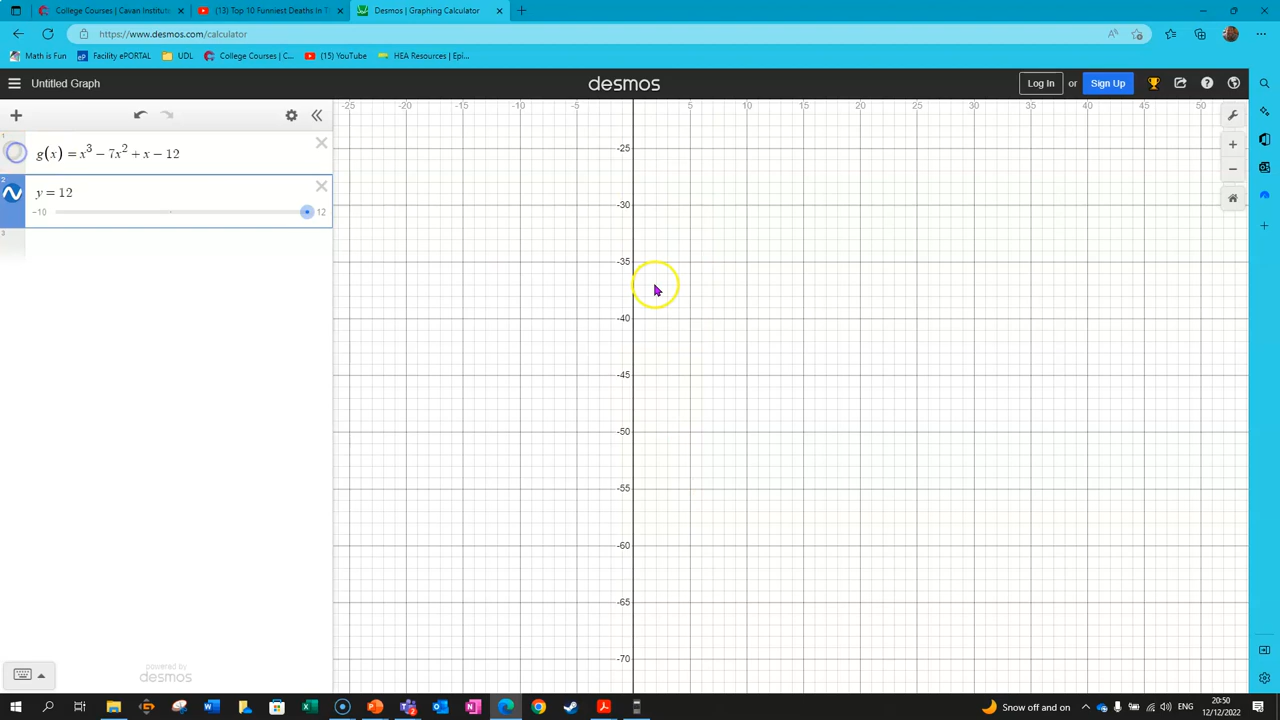 College Courses | Cavan Institute
(13) Top 10 Funniest Deaths In T
Desmos | Graphing Calculator
https://www.desmos.com/calculator
Math is Fun
Facility ePORTAL
UDL
College Courses | C...
(15) YouTube
HEA Resources | Epi...
Untitled Graph
desmos
Log In
or
Sign Up
1
g(x) = x³ − 7x² + x − 12
2
y = 12
−10
12
3
-25 -20 -15 -10 -5 5 10 15 20 25 30 35 40 45 50
-25
-30
-35
-40
-45
-50
-55
-60
-65
-70
powered by
desmos
Snow off and on
ENG
20:50
12/12/2022